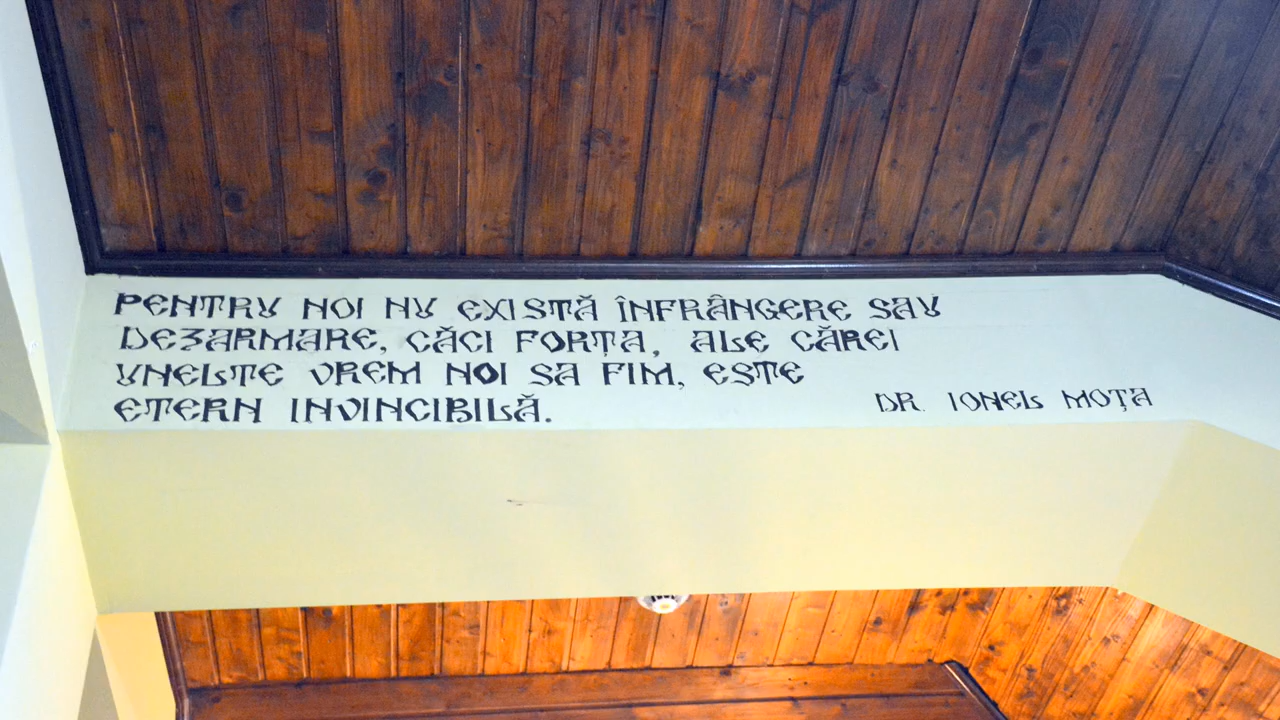 PENTRU NOI NU EXISTĂ ÎNFRÂNGERE SAU
DEZARMARE, CĂCI FORȚA, ALE CĂREI
UNELTE VREM NOI SA FIM, ESTE
ETERN INVINCIBILĂ.
DR. IONEL MOȚA